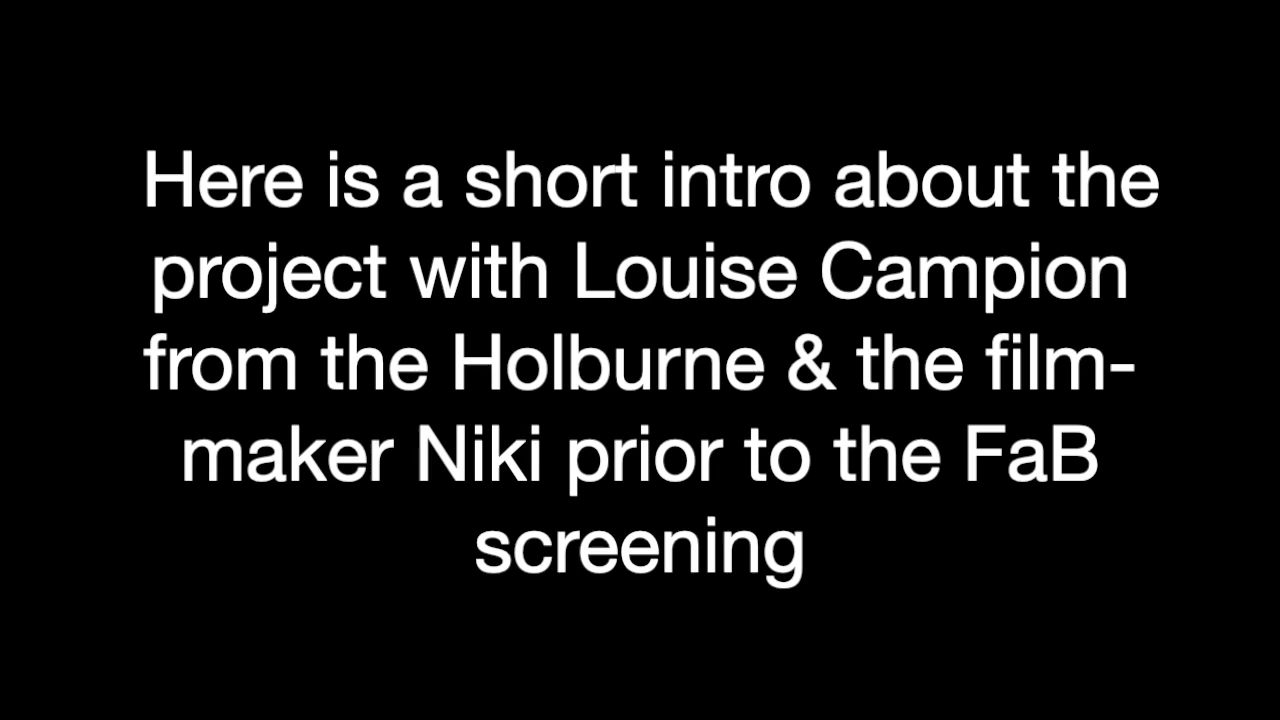 Here is a short intro about the
project with Louise Campion
from the Holburne & the film-
maker Niki prior to the FaB
screening